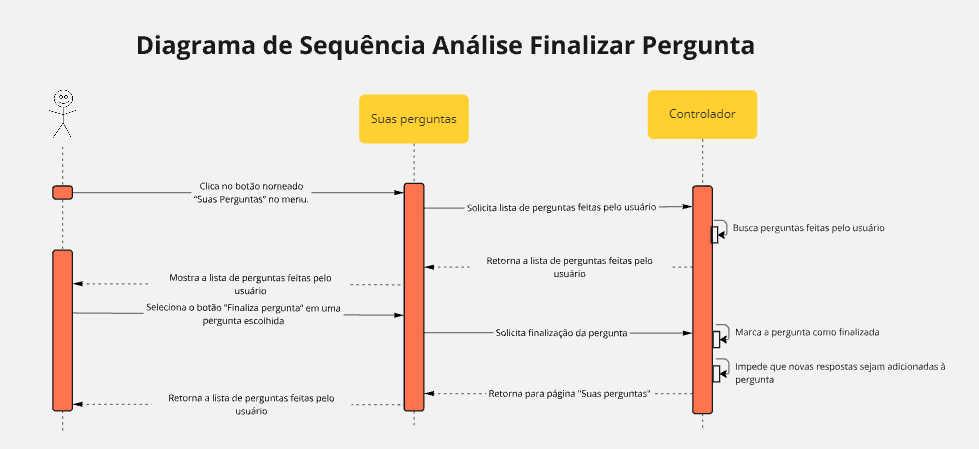 Diagrama de Sequência Análise Finalizar Pergunta
Suas perguntas
Controlador
Clica no botão nomeado
"Suas Perguntas" no menu.
Solicita lista de perguntas feitas pelo usuário
Busca perguntas feitas pelo usuário
Retorna a lista de perguntas feitas pelo
usuário
Mostra a lista de perguntas feitas pelo
usuário
Seleciona o botão "Finaliza pergunta" em uma
pergunta escolhida
Solicita finalização da pergunta
Marca a pergunta como finalizada
Impede que novas respostas sejam adicionadas à
pergunta
Retorna para página "Suas perguntas"
Retorna a lista de perguntas feitas pelo
usuário